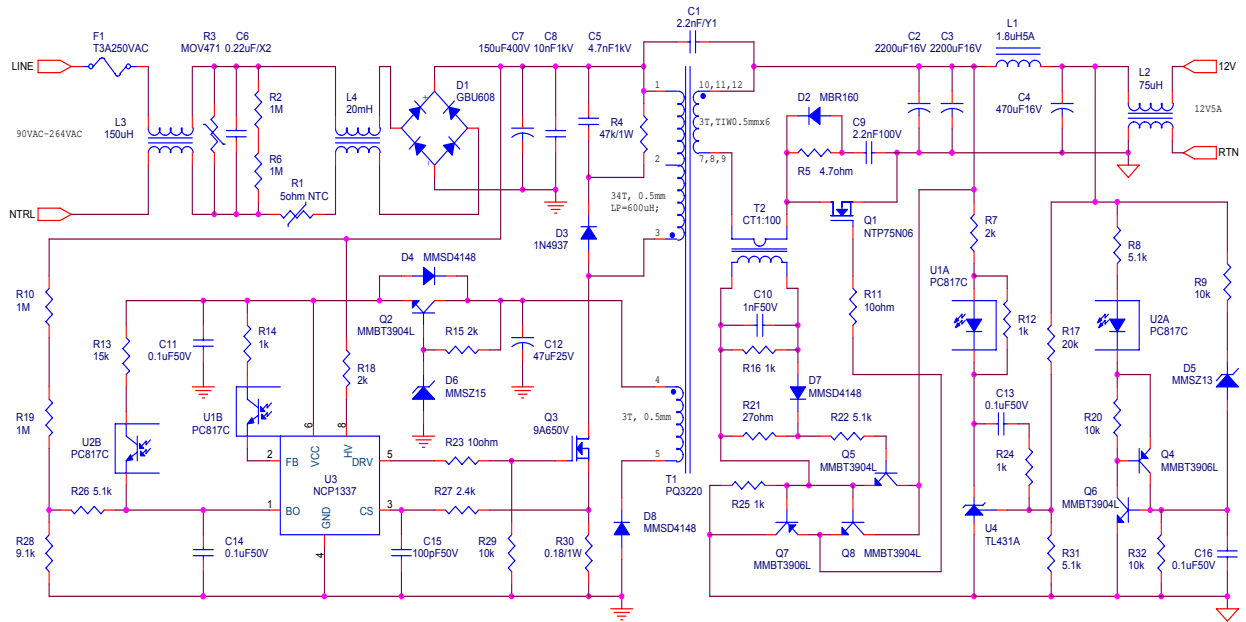 F1
T3A250VAC
R3
MOV471
C6
0.22uF/X2
C7
150uF400V
C8
10nF1kV
C5
4.7nF1kV
C1
2.2nF/Y1
C2
2200uF16V
C3
2200uF16V
L1
1.8uH5A
LINE
12V
D1
GBU608
L4
20mH
R2
1M
L3
150uH
90VAC~264VAC
R6
1M
R4
47k/1W
1
2
3
10,11,12
3T,TIW0.5mmx6
7,8,9
D2
MBR160
C9
2.2nF100V
R5
4.7ohm
C4
470uF16V
L2
75uH
12V5A
RTN
NTRL
R1
5ohm NTC
34T, 0.5mm
LP=600uH;
D3
1N4937
T2
CT1:100
Q1
NTP75N06
R7
2k
R8
5.1k
R9
10k
D4
MMSD4148
R10
1M
Q2
MMBT3904L
R15 2k
C12
47uF25V
C10
1nF50V
R11
10ohm
U1A
PC817C
R12
1k
U2A
PC817C
R17
20k
R13
15k
C11
0.1uF50V
R14
1k
R18
2k
D6
MMSZ15
R16 1k
D7
MMSD4148
D5
MMSZ13
R19
1M
U1B
PC817C
U2B
PC817C
Q3
9A650V
4
3T, 0.5mm
5
R21
27ohm
R22 5.1k
C13
0.1uF50V
R20
10k
Q4
MMBT3906L
6
8
2
FB
VCC
HV
DRV
5
R23 10ohm
U3
NCP1337
Q5
MMBT3904L
R24
1k
T1
PQ3220
R26 5.1k
1
BO
GND
CS
3
R27 2.4k
R25 1k
Q6
MMBT3904L
D8
MMSD4148
U4
TL431A
R28
9.1k
C14
0.1uF50V
4
C15
100pF50V
R29
10k
R30
0.18/1W
Q7
MMBT3906L
Q8
MMBT3904L
R31
5.1k
R32
10k
C16
0.1uF50V